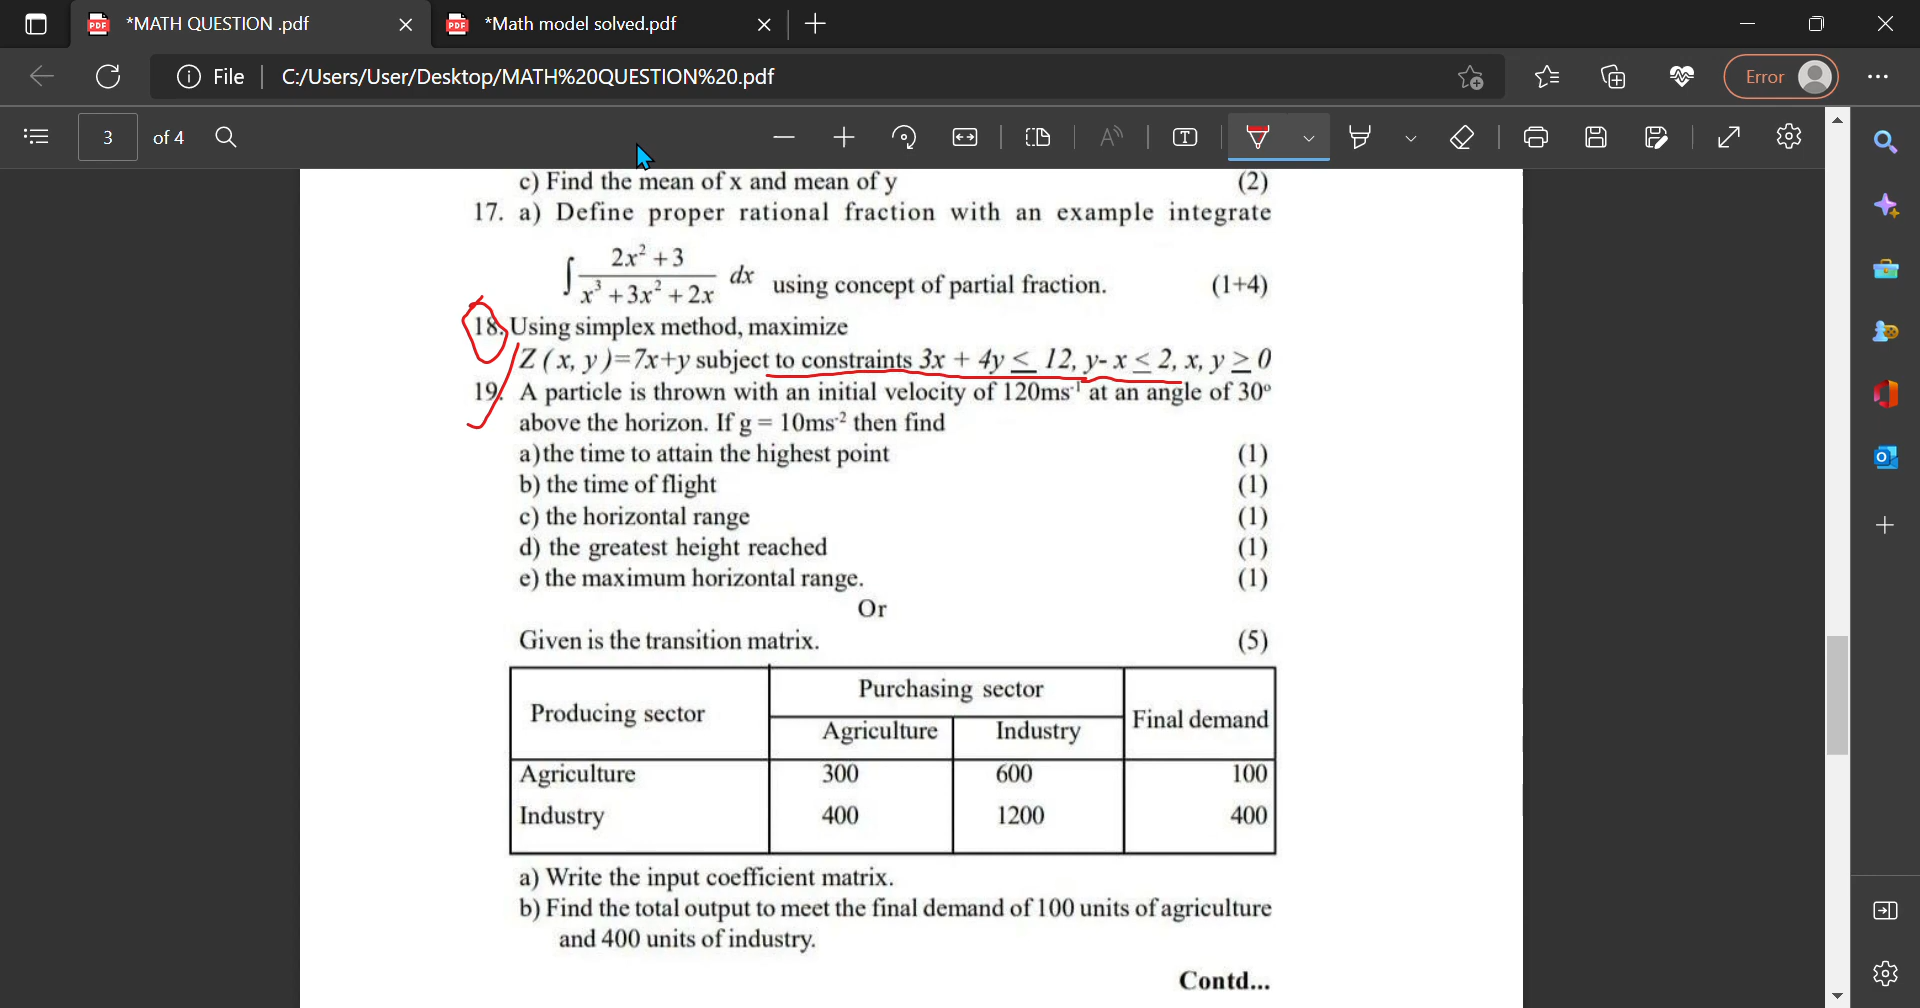 *MATH QUESTION .pdf
*Math model solved.pdf
File
C:/Users/User/Desktop/MATH%20QUESTION%20.pdf
Error
3 of 4
c) Find the mean of x and mean of y (2)
17. a) Define proper rational fraction with an example integrate
∫ (2x² + 3)/(x³ + 3x² + 2x) dx using concept of partial fraction. (1+4)
18. Using simplex method, maximize
Z ( x, y )=7x+y subject to constraints 3x + 4y ≤ 12, y- x ≤ 2, x, y ≥ 0
19. A particle is thrown with an initial velocity of 120ms⁻¹ at an angle of 30°
above the horizon. If g = 10ms⁻² then find
a)the time to attain the highest point (1)
b) the time of flight (1)
c) the horizontal range (1)
d) the greatest height reached (1)
e) the maximum horizontal range. (1)
Or
Given is the transition matrix. (5)
Producing sector
Purchasing sector
Final demand
Agriculture Industry
Agriculture 300 600 100
Industry 400 1200 400
a) Write the input coefficient matrix.
b) Find the total output to meet the final demand of 100 units of agriculture
and 400 units of industry.
Contd...